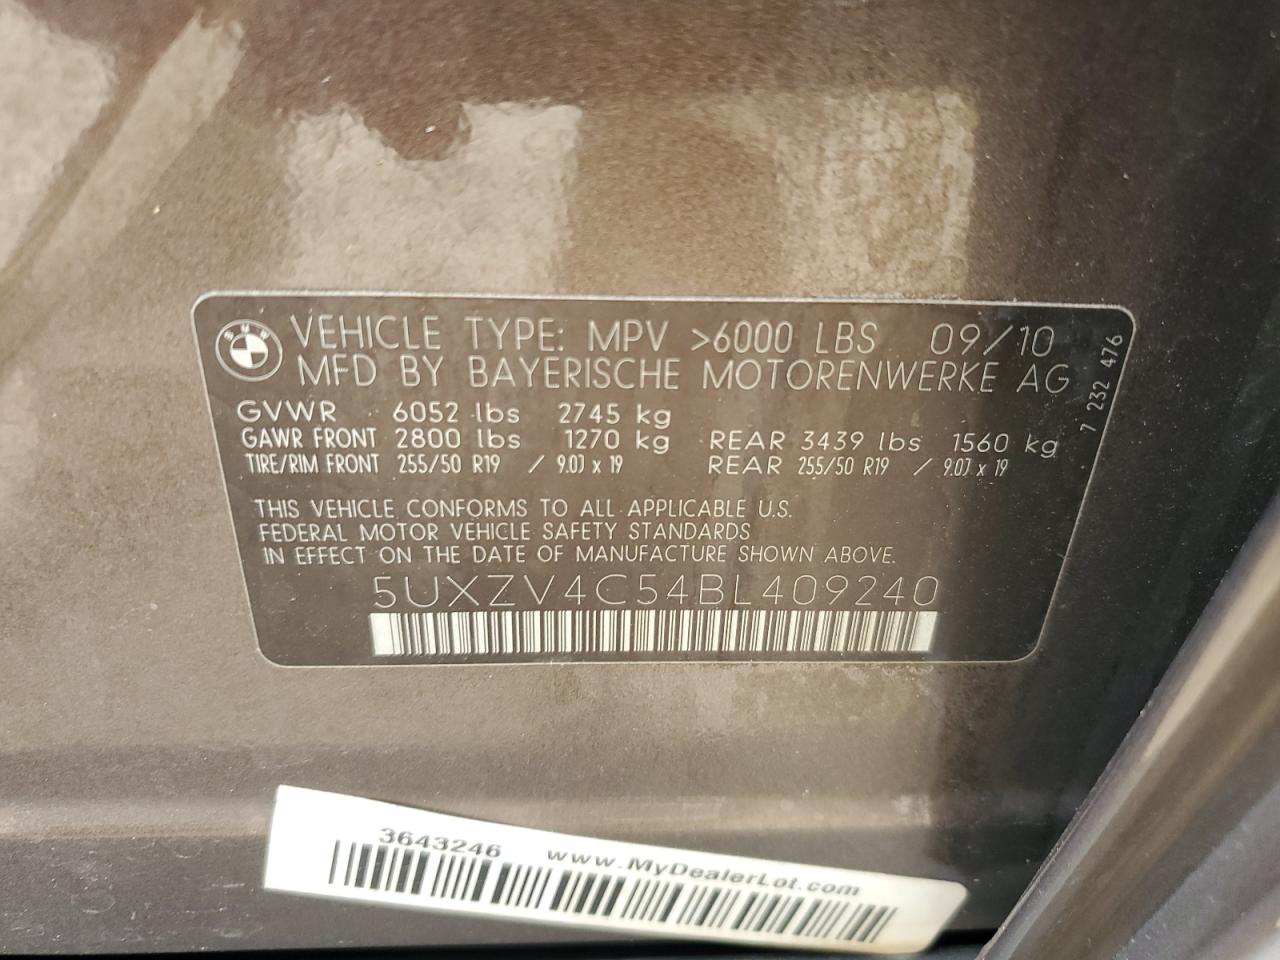 BMW VEHICLE TYPE: MPV >6000 LBS 09/10
MFD BY BAYERISCHE MOTORENWERKE AG
GVWR 6052 lbs 2745 kg
GAWR FRONT 2800 lbs 1270 kg REAR 3439 lbs 1560 kg
TIRE/RIM FRONT 255/50 R19 / 9.0J x 19 REAR 255/50 R19 / 9.0J x 19
7 232 476
THIS VEHICLE CONFORMS TO ALL APPLICABLE U.S.
FEDERAL MOTOR VEHICLE SAFETY STANDARDS
IN EFFECT ON THE DATE OF MANUFACTURE SHOWN ABOVE.
5UXZV4C54BL409240
3643246 www.MyDealerLot.com